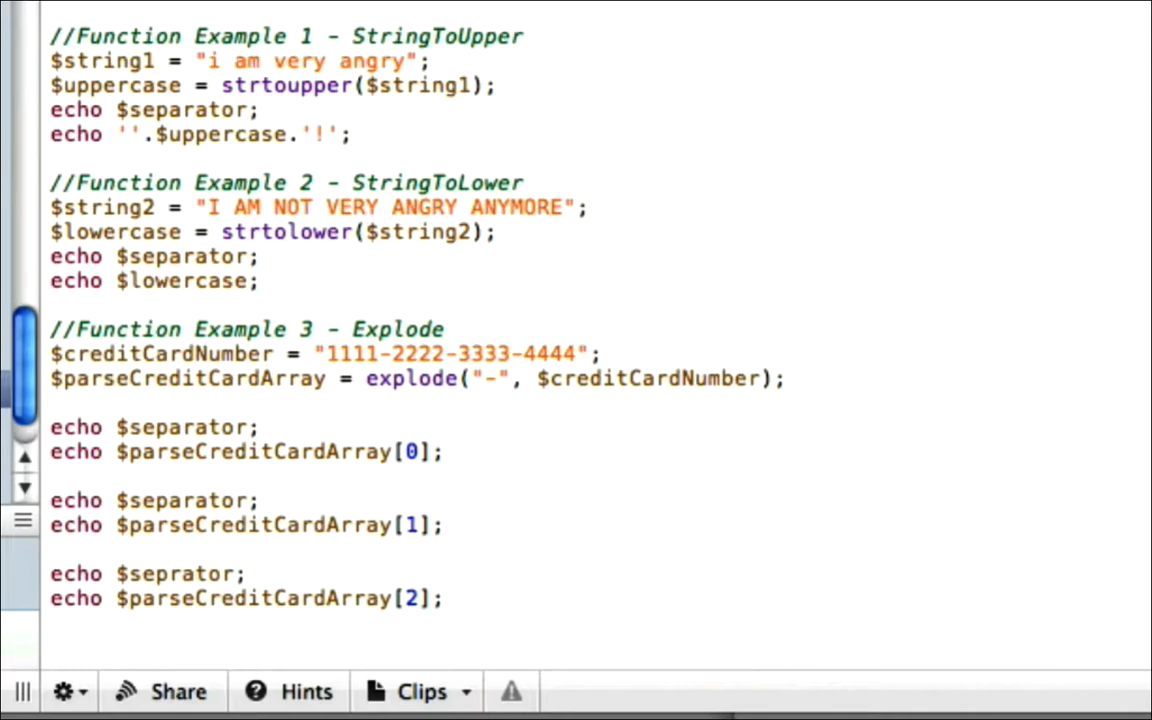 //Function Example 1 - StringToUpper
$string1 = "i am very angry";
$uppercase = strtoupper($string1);
echo $separator;
echo ''.$uppercase.'!';
//Function Example 2 - StringToLower
$string2 = "I AM NOT VERY ANGRY ANYMORE";
$lowercase = strtolower($string2);
echo $separator;
echo $lowercase;
//Function Example 3 - Explode
$creditCardNumber = "1111-2222-3333-4444";
$parseCreditCardArray = explode("-", $creditCardNumber);
echo $separator;
echo $parseCreditCardArray[0];
echo $separator;
echo $parseCreditCardArray[1];
echo $seprator;
echo $parseCreditCardArray[2];
Share Hints Clips